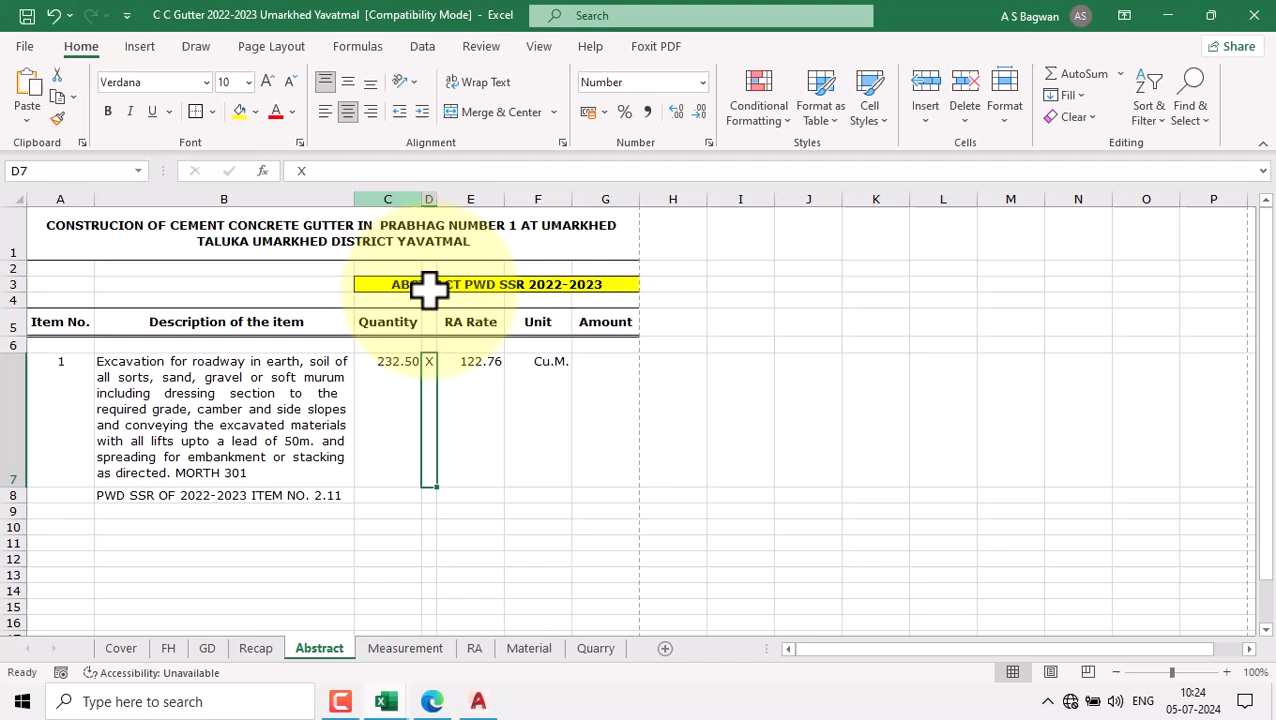 C C Gutter 2022-2023 Umarkhed Yavatmal [Compatibility Mode] - Excel
Search
A S Bagwan AS
File Home Insert Draw Page Layout Formulas Data Review View Help Foxit PDF Share
Paste
Verdana 10
Wrap Text
Merge & Center
Number
Conditional Formatting
Format as Table
Cell Styles
Insert
Delete
Format
AutoSum
Fill
Clear
Sort & Filter
Find & Select
Clipboard Font Alignment Number Styles Cells Editing
D7 fx X
A B C D E F G H I J K L M N O P
1 CONSTRUCION OF CEMENT CONCRETE GUTTER IN PRABHAG NUMBER 1 AT UMARKHED
TALUKA UMARKHED DISTRICT YAVATMAL
2
3 ABSTRACT PWD SSR 2022-2023
4
5 Item No. Description of the item Quantity RA Rate Unit Amount
6
7 1 Excavation for roadway in earth, soil of 232.50 X 122.76 Cu.M.
all sorts, sand, gravel or soft murum
including dressing section to the
required grade, camber and side slopes
and conveying the excavated materials
with all lifts upto a lead of 50m. and
spreading for embankment or stacking
as directed. MORTH 301
8 PWD SSR OF 2022-2023 ITEM NO. 2.11
9
10
11
12
13
14
15
16
Cover FH GD Recap Abstract Measurement RA Material Quarry
Ready Accessibility: Unavailable 100%
Type here to search
ENG
10:24
05-07-2024